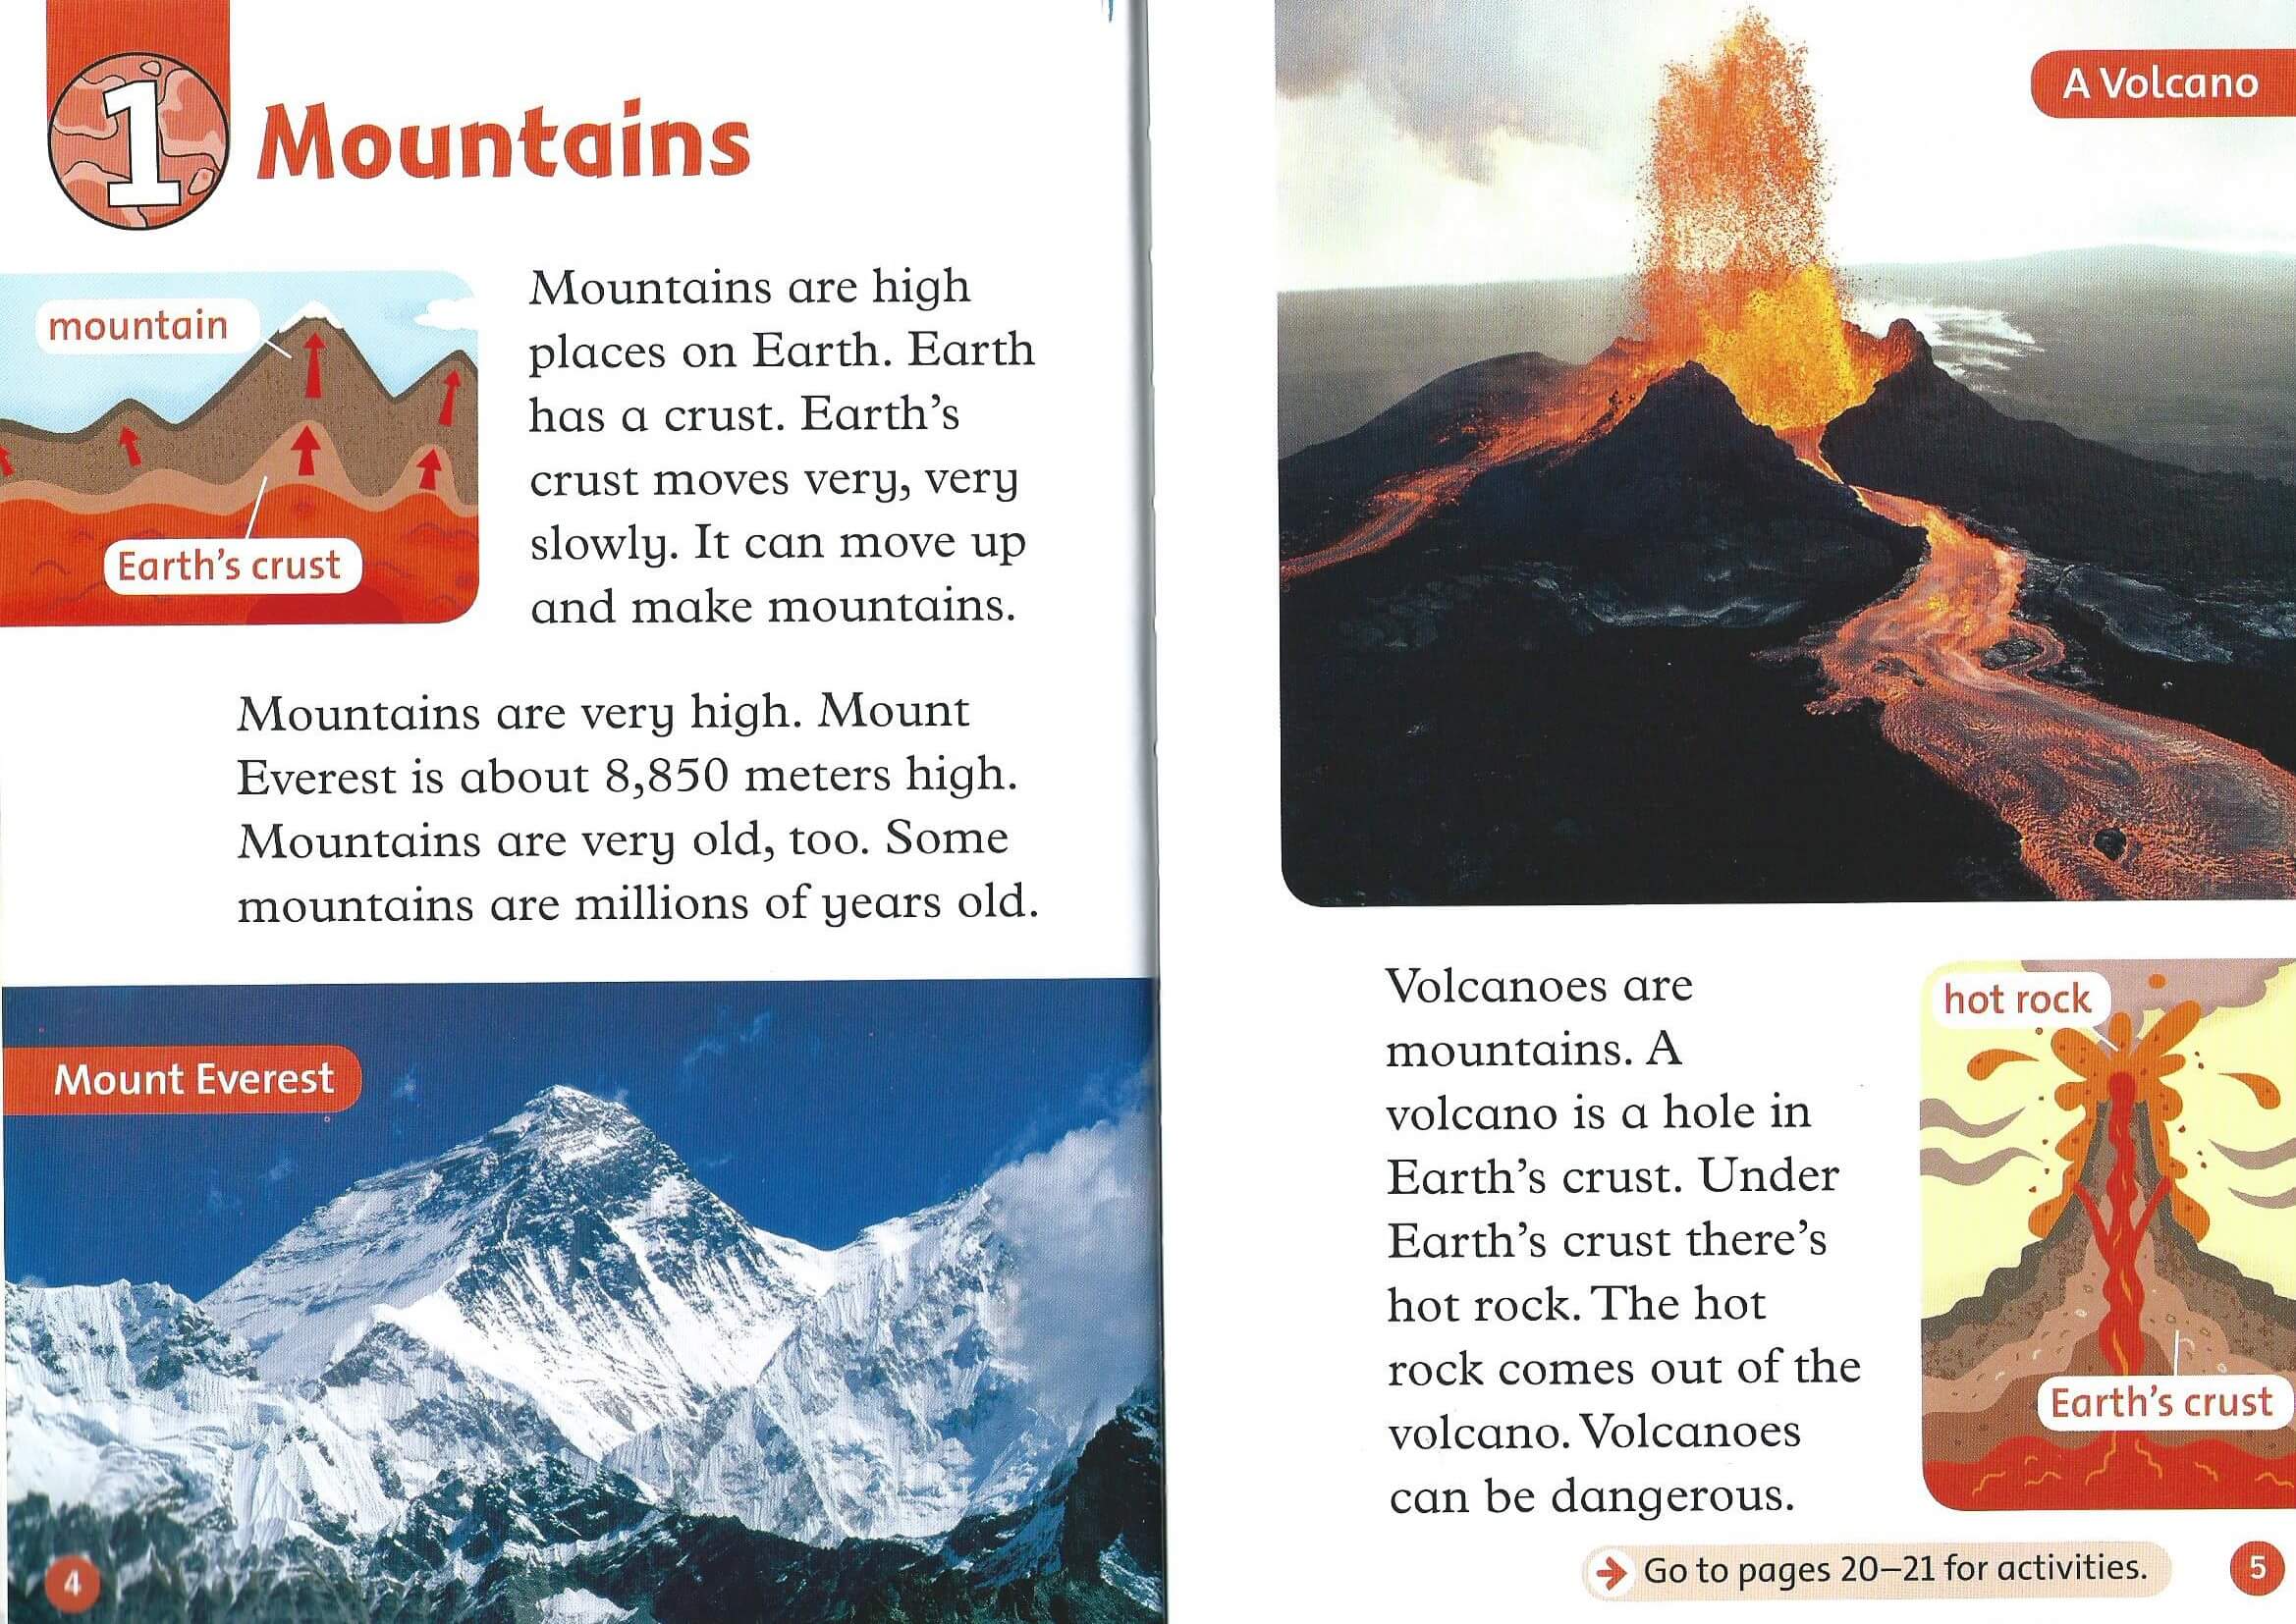 1
Mountains
mountain
Earth's crust
Mountains are high
places on Earth. Earth
has a crust. Earth's
crust moves very, very
slowly. It can move up
and make mountains.
Mountains are very high. Mount
Everest is about 8,850 meters high.
Mountains are very old, too. Some
mountains are millions of years old.
Mount Everest
4
A Volcano
Volcanoes are
mountains. A
volcano is a hole in
Earth's crust. Under
Earth's crust there's
hot rock. The hot
rock comes out of the
volcano. Volcanoes
can be dangerous.
hot rock
Earth's crust
Go to pages 20–21 for activities.
5